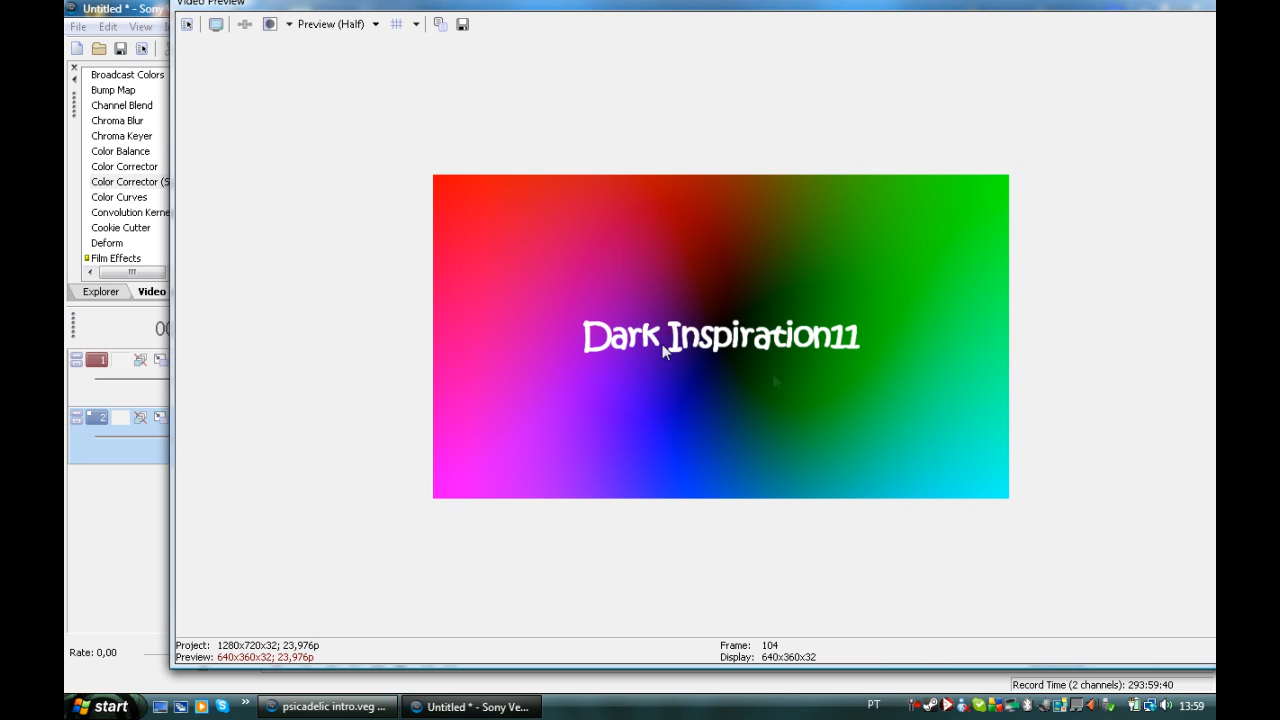 Untitled * - Sony
Video Preview
File Edit View
Preview (Half)
Broadcast Colors
Bump Map
Channel Blend
Chroma Blur
Chroma Keyer
Color Balance
Color Corrector
Color Corrector (S
Color Curves
Convolution Kerne
Cookie Cutter
Deform
Film Effects
Explorer Video
00
1
2
Dark Inspiration11
Rate: 0,00
Project: 1280x720x32; 23,976p
Preview: 640x360x32; 23,976p
Frame: 104
Display: 640x360x32
Record Time (2 channels): 293:59:40
start
psicadelic intro.veg ...
Untitled * - Sony Ve...
PT
13:59